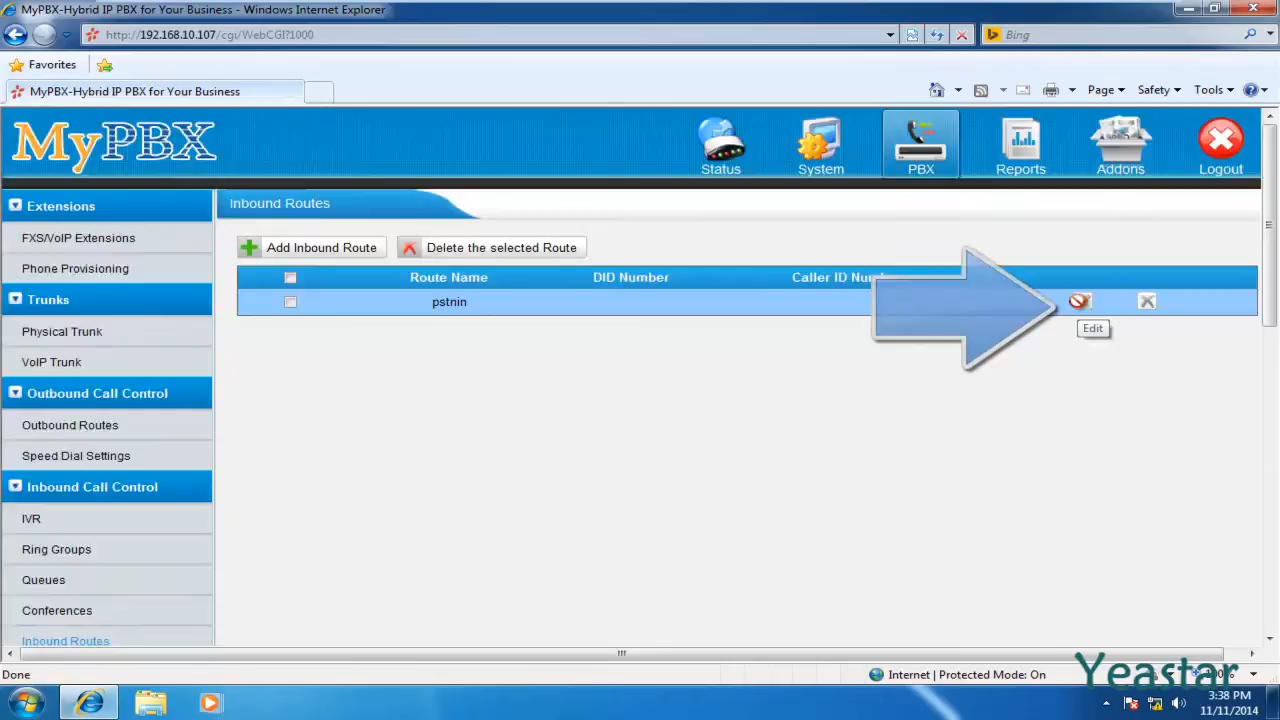 MyPBX-Hybrid IP PBX for Your Business - Windows Internet Explorer
http://192.168.10.107/cgi/WebCGI?1000
Bing
Favorites
MyPBX-Hybrid IP PBX for Your Business
Page
Safety
Tools
MyPBX
Status
System
PBX
Reports
Addons
Logout
Extensions
FXS/VoIP Extensions
Phone Provisioning
Trunks
Physical Trunk
VoIP Trunk
Outbound Call Control
Outbound Routes
Speed Dial Settings
Inbound Call Control
IVR
Ring Groups
Queues
Conferences
Inbound Routes
Inbound Routes
Add Inbound Route
Delete the selected Route
Route Name
DID Number
Caller ID
pstnin
Edit
Done
Internet | Protected Mode: On
Yeastar
3:38 PM
11/11/2014